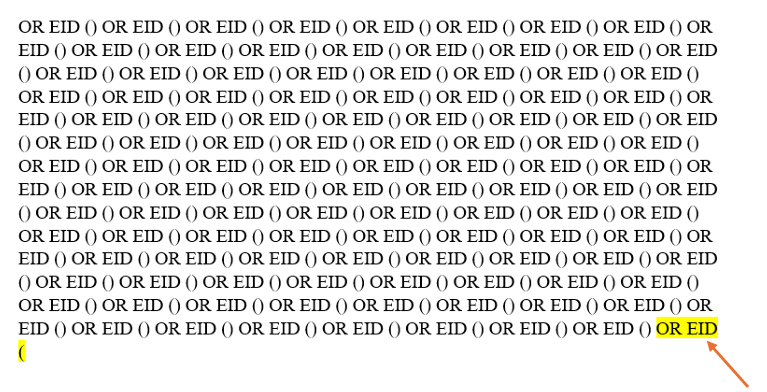 OR EID () OR EID () OR EID () OR EID () OR EID () OR EID () OR EID () OR EID () OR
EID () OR EID () OR EID () OR EID () OR EID () OR EID () OR EID () OR EID () OR EID
() OR EID () OR EID () OR EID () OR EID () OR EID () OR EID () OR EID () OR EID ()
OR EID () OR EID () OR EID () OR EID () OR EID () OR EID () OR EID () OR EID () OR
EID () OR EID () OR EID () OR EID () OR EID () OR EID () OR EID () OR EID () OR EID
() OR EID () OR EID () OR EID () OR EID () OR EID () OR EID () OR EID () OR EID ()
OR EID () OR EID () OR EID () OR EID () OR EID () OR EID () OR EID () OR EID () OR
EID () OR EID () OR EID () OR EID () OR EID () OR EID () OR EID () OR EID () OR EID
() OR EID () OR EID () OR EID () OR EID () OR EID () OR EID () OR EID () OR EID ()
OR EID () OR EID () OR EID () OR EID () OR EID () OR EID () OR EID () OR EID () OR
EID () OR EID () OR EID () OR EID () OR EID () OR EID () OR EID () OR EID () OR EID
() OR EID () OR EID () OR EID () OR EID () OR EID () OR EID () OR EID () OR EID ()
OR EID () OR EID () OR EID () OR EID () OR EID () OR EID () OR EID () OR EID () OR
EID () OR EID () OR EID () OR EID () OR EID () OR EID () OR EID () OR EID () OR EID
(